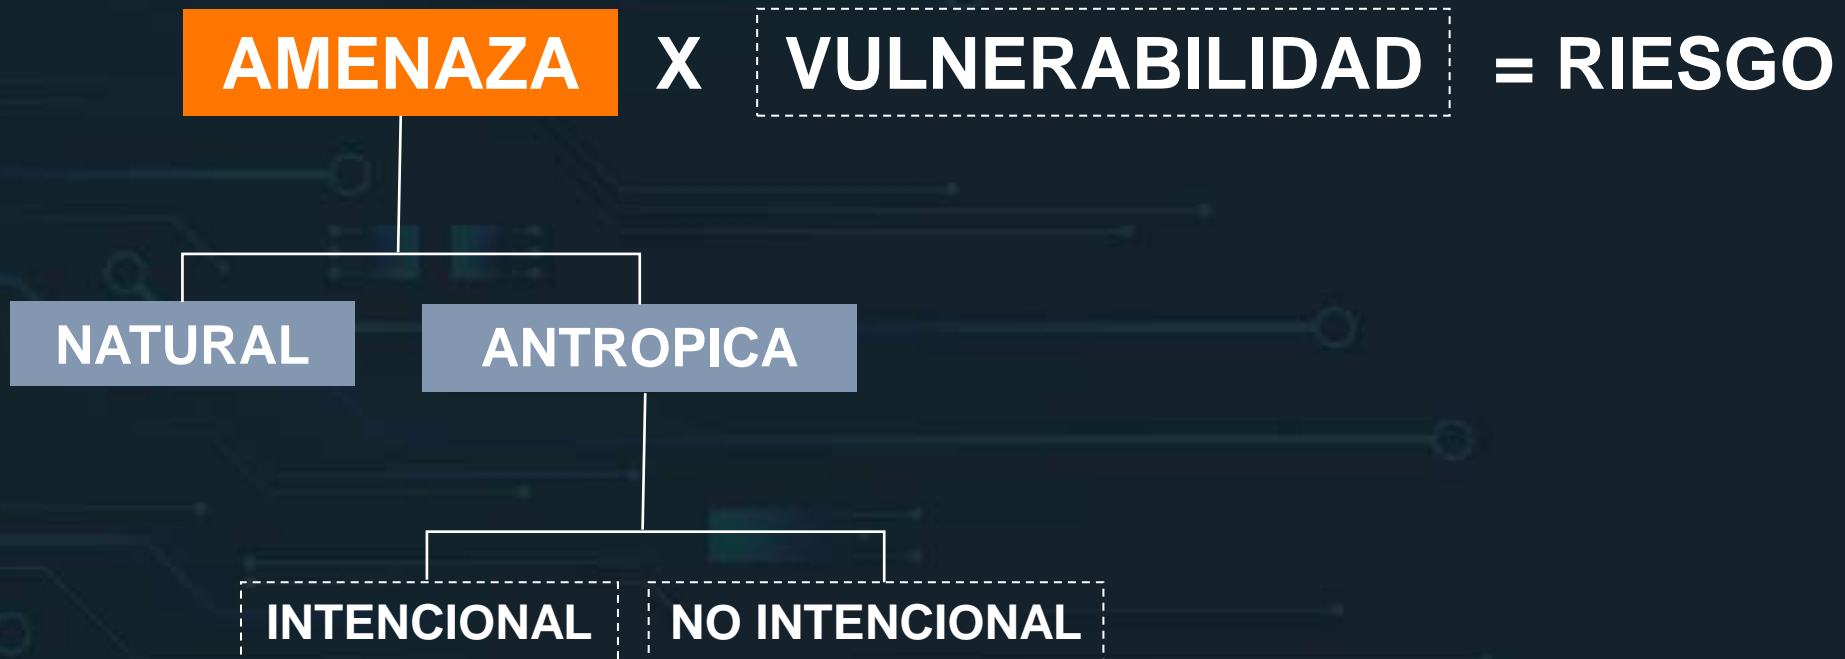 AMENAZA X VULNERABILIDAD = RIESGO
NATURAL ANTROPICA
INTENCIONAL NO INTENCIONAL